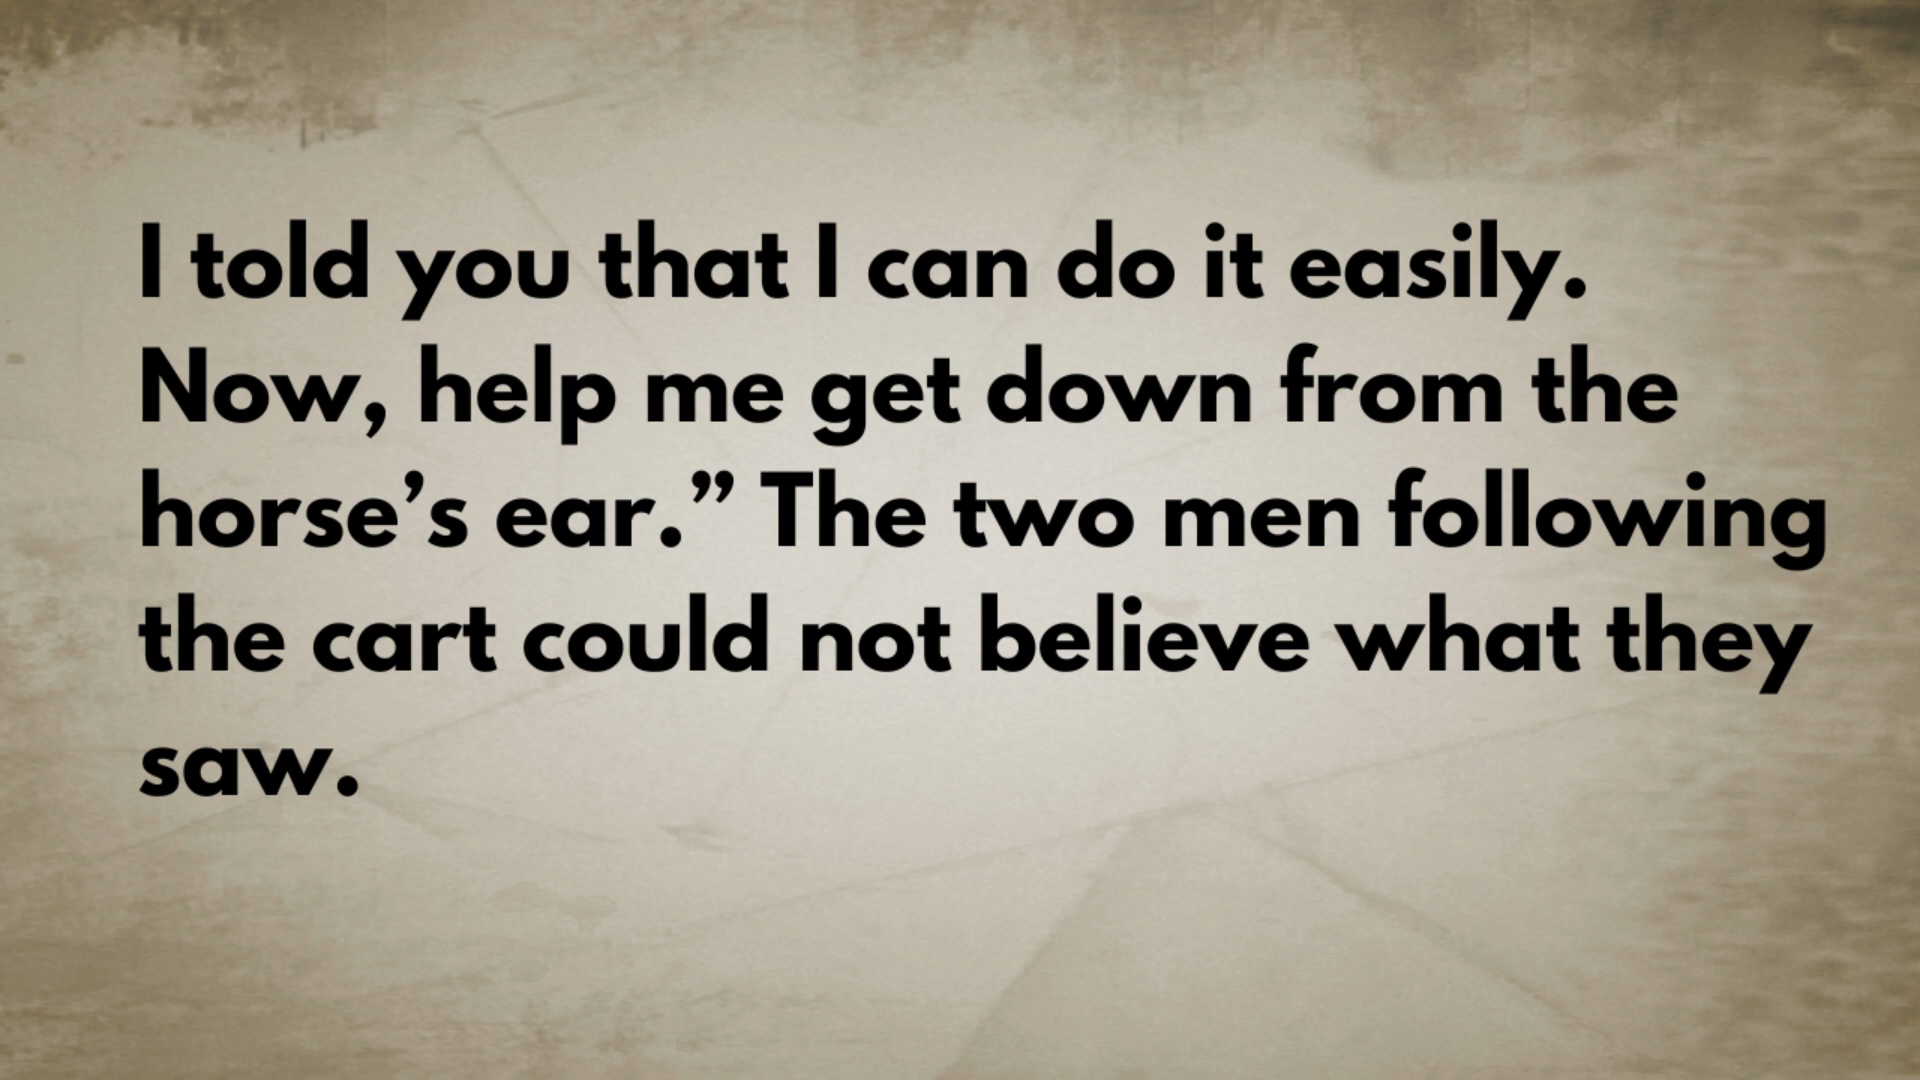 I told you that I can do it easily.
Now, help me get down from the
horse’s ear.” The two men following
the cart could not believe what they
saw.